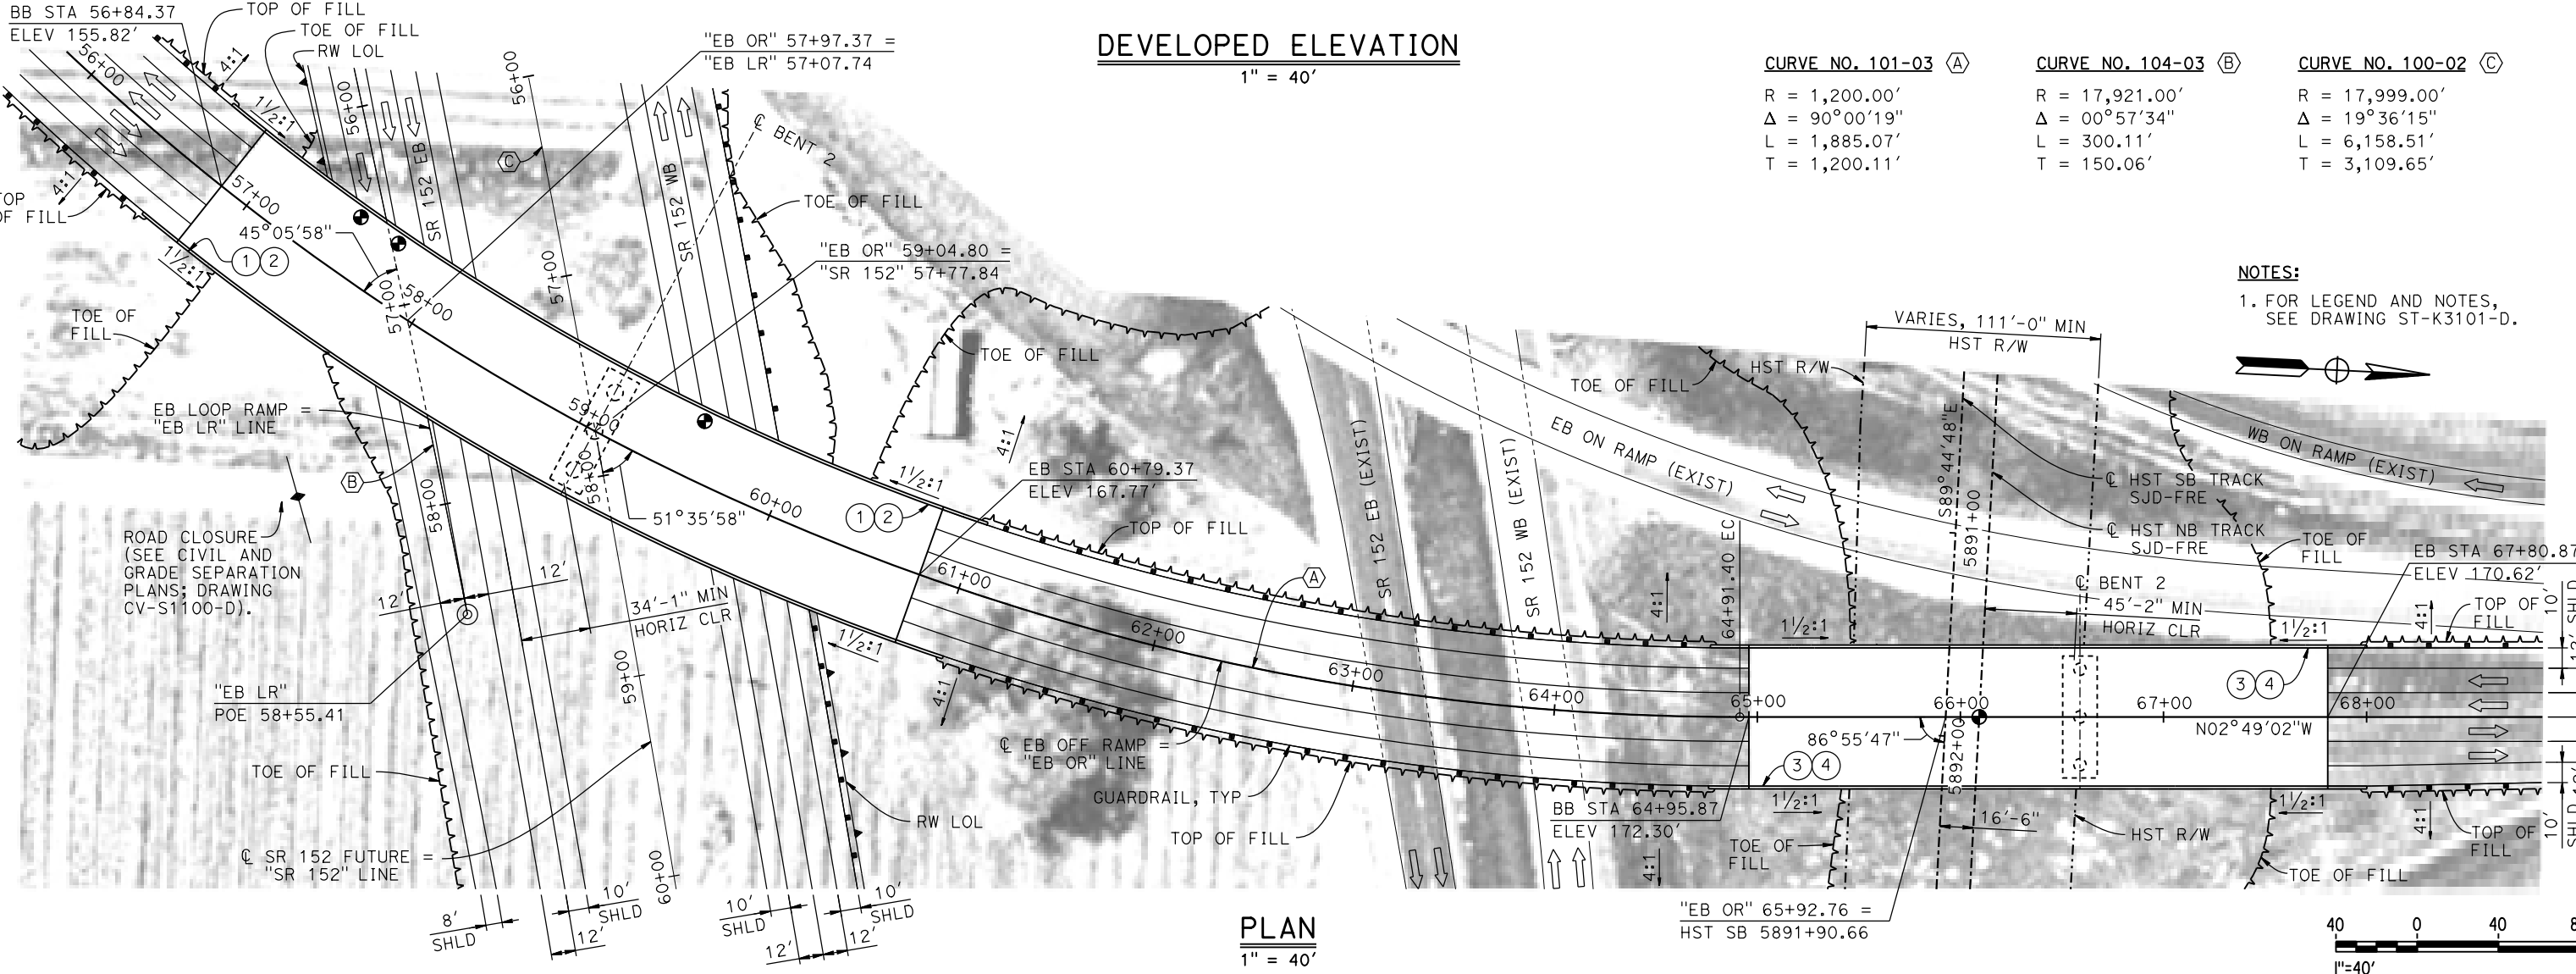 BB STA 56+84.37
ELEV 155.82'
TOP OF FILL
TOE OF FILL
RW LOL
"EB OR" 57+97.37 =
"EB LR" 57+07.74
DEVELOPED ELEVATION
1" = 40'
CURVE NO. 101-03 A
R = 1,200.00'
Δ = 90°00'19"
L = 1,885.07'
T = 1,200.11'
CURVE NO. 104-03 B
R = 17,921.00'
Δ = 00°57'34"
L = 300.11'
T = 150.06'
CURVE NO. 100-02 C
R = 17,999.00'
Δ = 19°36'15"
L = 6,158.51'
T = 3,109.65'
NOTES:
1. FOR LEGEND AND NOTES,
SEE DRAWING ST-K3101-D.
56+00
4:1
1½:1
56+00
SR 152 EB
56+00
C
SR 152 WB
℄ BENT 2
TOE OF FILL
4:1
TOP
OF FILL
57+00
45°05'58"
1 2
1½:1
TOE OF
FILL
57+00
58+00
57+00
"EB OR" 59+04.80 =
"SR 152" 57+77.84
TOE OF FILL
4:1
EB LOOP RAMP =
"EB LR" LINE
B
59+00
58+00
51°35'58"
58+00
60+00
1 2
1½:1
EB STA 60+79.37
ELEV 167.77'
TOP OF FILL
ROAD CLOSURE
(SEE CIVIL AND
GRADE SEPARATION
PLANS; DRAWING
CV-S1100-D).
12'
12'
34'-1" MIN
HORIZ CLR
"EB LR"
POE 58+55.41
59+00
1½:1
4:1
61+00
62+00
A
63+00
64+00
℄ EB OFF RAMP =
"EB OR" LINE
GUARDRAIL, TYP
TOP OF FILL
TOE OF FILL
℄ SR 152 FUTURE =
"SR 152" LINE
60+00
RW LOL
8'
SHLD
10'
SHLD
12'
10'
SHLD
10'
SHLD
12'
12'
SR 152 EB (EXIST)
SR 152 WB (EXIST)
EB ON RAMP (EXIST)
TOE OF FILL
VARIES, 111'-0" MIN
HST R/W
HST R/W
S89°44'48"E
5891+00
℄ HST SB TRACK
SJD-FRE
℄ HST NB TRACK
SJD-FRE
WB ON RAMP (EXIST)
TOE OF
FILL
EB STA 67+80.87
ELEV 170.62'
℄ BENT 2
45'-2" MIN
HORIZ CLR
64+91.40 EC
4:1
1½:1
1½:1
4:1
TOP OF
FILL
10'
SHLD
12'
65+00
66+00
67+00
68+00
3 4
N02°49'02"W
86°55'47"
5892+00
3 4
BB STA 64+95.87
ELEV 172.30'
1½:1
16'-6"
HST R/W
1½:1
4:1
TOP OF
FILL
10'
SHLD
TOE OF
FILL
TOE OF FILL
4:1
"EB OR" 65+92.76 =
HST SB 5891+90.66
PLAN
1" = 40'
40 0 40
1"=40'